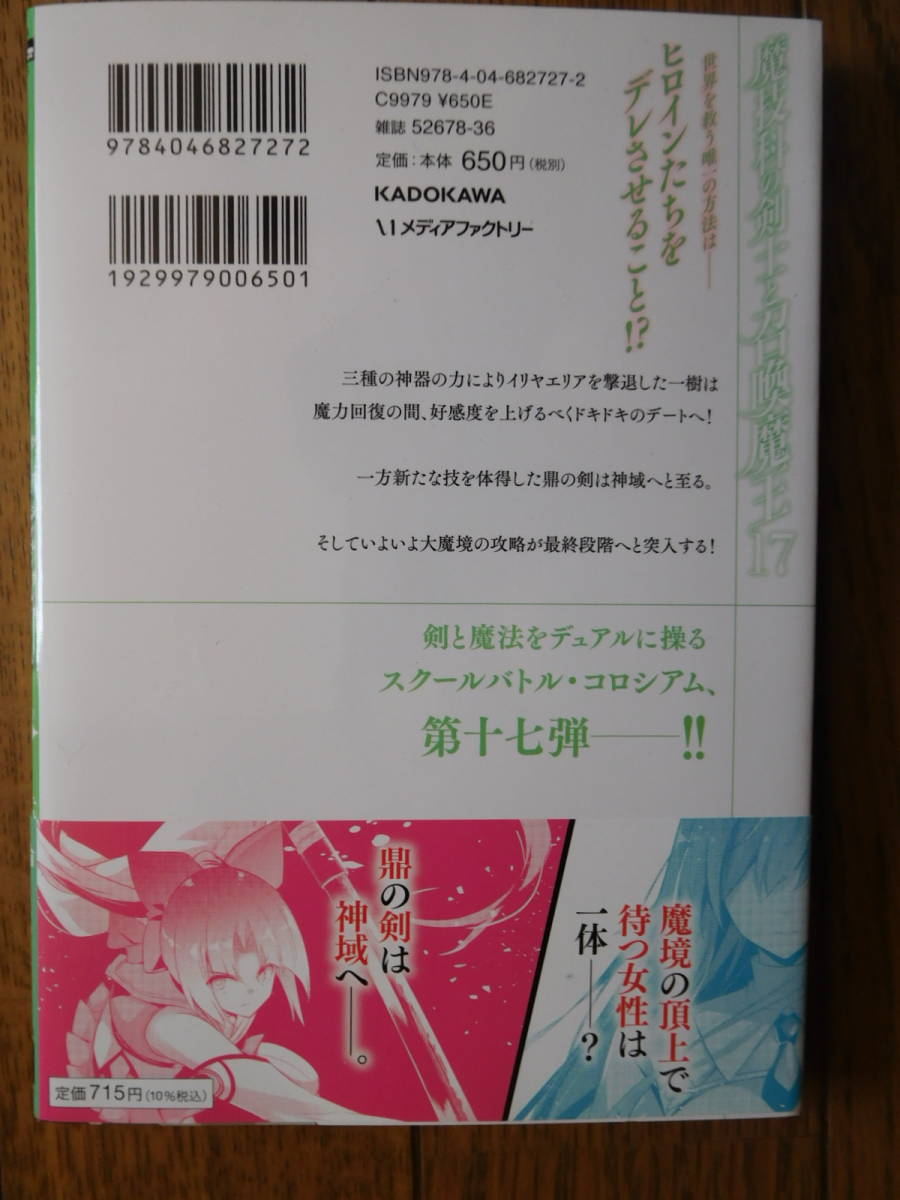 魔技科の剣士と召喚魔王17
世界を救う唯一の方法は――
ヒロインたちを
デレさせること!?
ISBN978-4-04-682727-2
C9979 ¥650E
雑誌 52678-36
定価:本体 650円(税別)
KADOKAWA
メディアファクトリー
9784046827272
1929979006501
三種の神器の力によりイリヤエリアを撃退した一樹は
魔力回復の間、好感度を上げるべくドキドキのデートへ!
一方新たな技を体得した鼎の剣は神域へと至る。
そしていよいよ大魔境の攻略が最終段階へと突入する!
剣と魔法をデュアルに操る
スクールバトル・コロシアム、
第十七弾――!!
魔境の頂上で
待つ女性は
一体――?
鼎の剣は
神域へ――。
定価715円(10%税込)